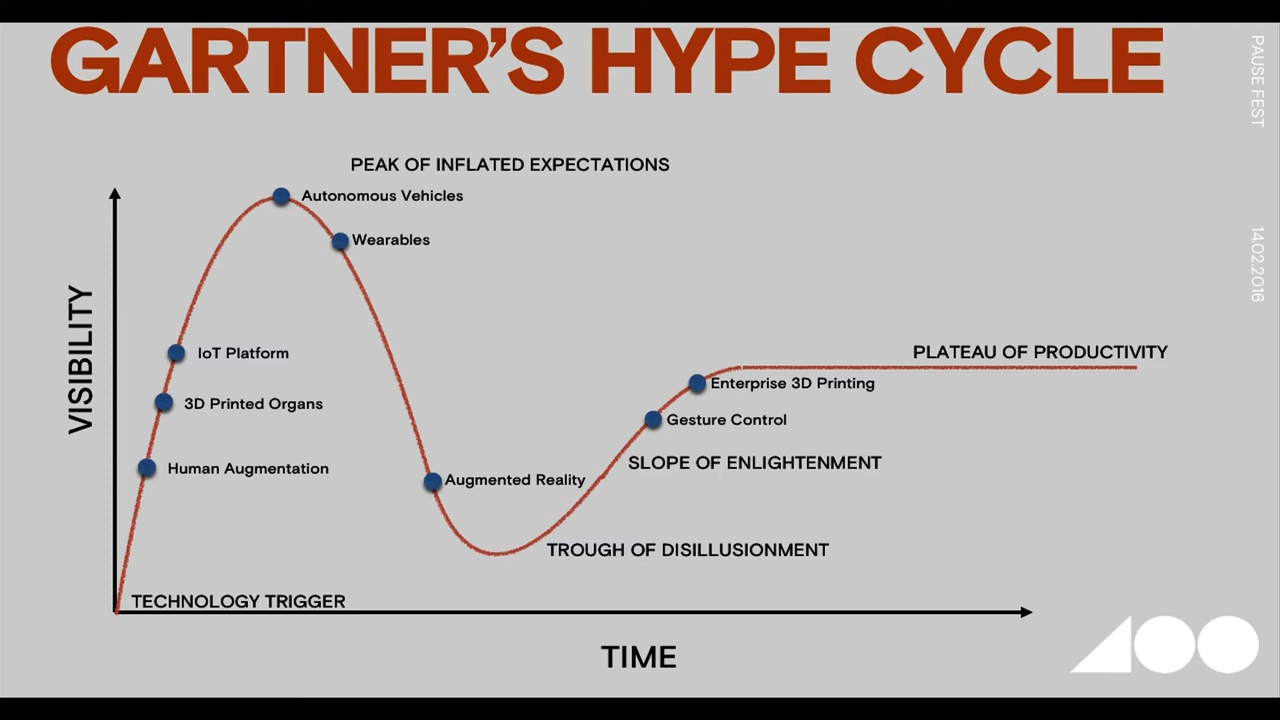 GARTNER'S HYPE CYCLE
PAUSE FEST
14.02.2016
PEAK OF INFLATED EXPECTATIONS
Autonomous Vehicles
Wearables
VISIBILITY
IoT Platform
PLATEAU OF PRODUCTIVITY
Enterprise 3D Printing
3D Printed Organs
Gesture Control
SLOPE OF ENLIGHTENMENT
Human Augmentation
Augmented Reality
TROUGH OF DISILLUSIONMENT
TECHNOLOGY TRIGGER
TIME